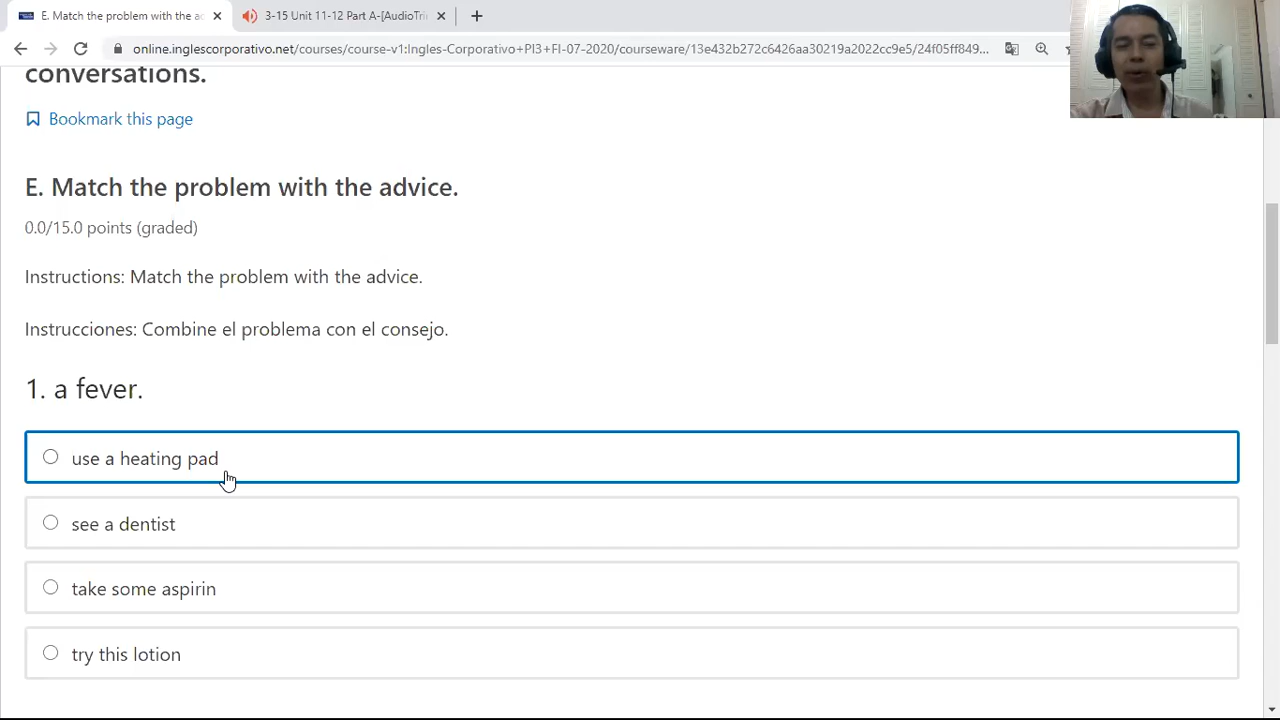 E. Match the problem with the ac
3-15 Unit 11-12 Part A-[AudioTri
online.inglescorporativo.net/courses/course-v1:Ingles-Corporativo+PI3+FI-07-2020/courseware/13e432b272c6426aa30219a2022cc9e5/24f05ff849...
conversations.
Bookmark this page
E. Match the problem with the advice.
0.0/15.0 points (graded)
Instructions: Match the problem with the advice.
Instrucciones: Combine el problema con el consejo.
1. a fever.
use a heating pad
see a dentist
take some aspirin
try this lotion